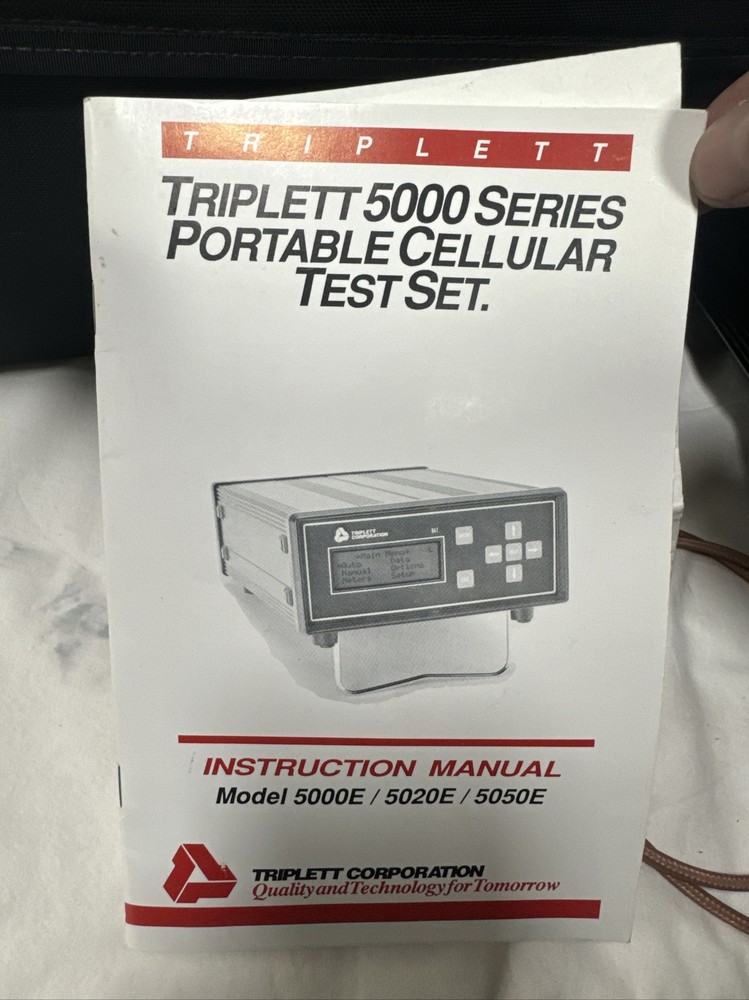 TRIPLETT
TRIPLETT 5000 SERIES
PORTABLE CELLULAR
TEST SET.
TRIPLETT
CORPORATION
BAT
Main Menu
Auto Data
Manual Options
Meters Setup
INSTRUCTION MANUAL
Model 5000E / 5020E / 5050E
TRIPLETT CORPORATION
Quality and Technology for Tomorrow